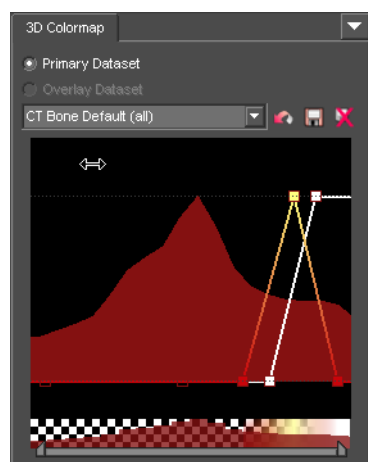 3D Colormap
Primary Dataset
Overlay Dataset
CT Bone Default (all)